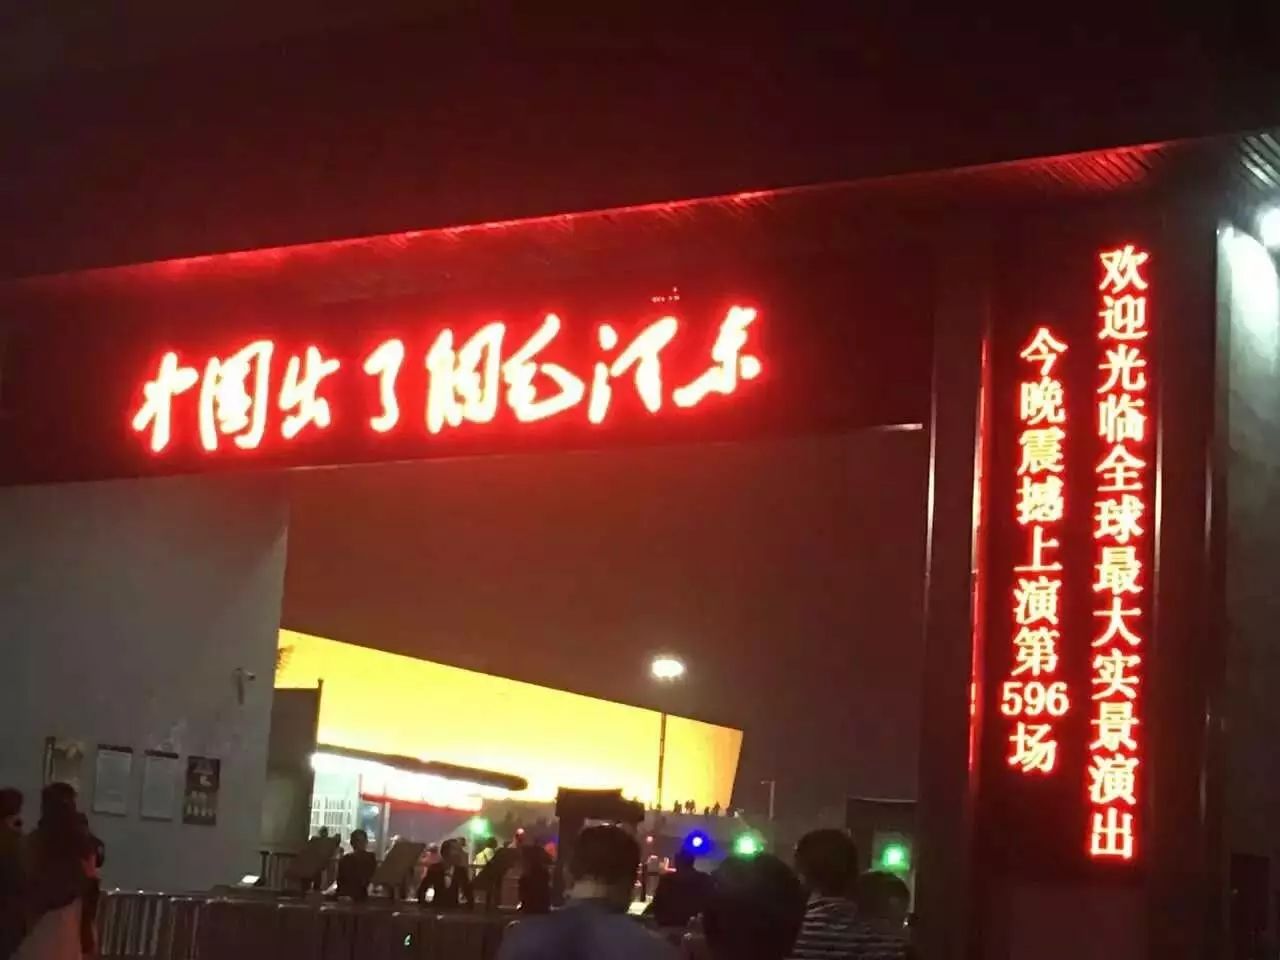 中国出了個毛泽东
欢迎光临全球最大实景演出
今晚震撼上演第596场